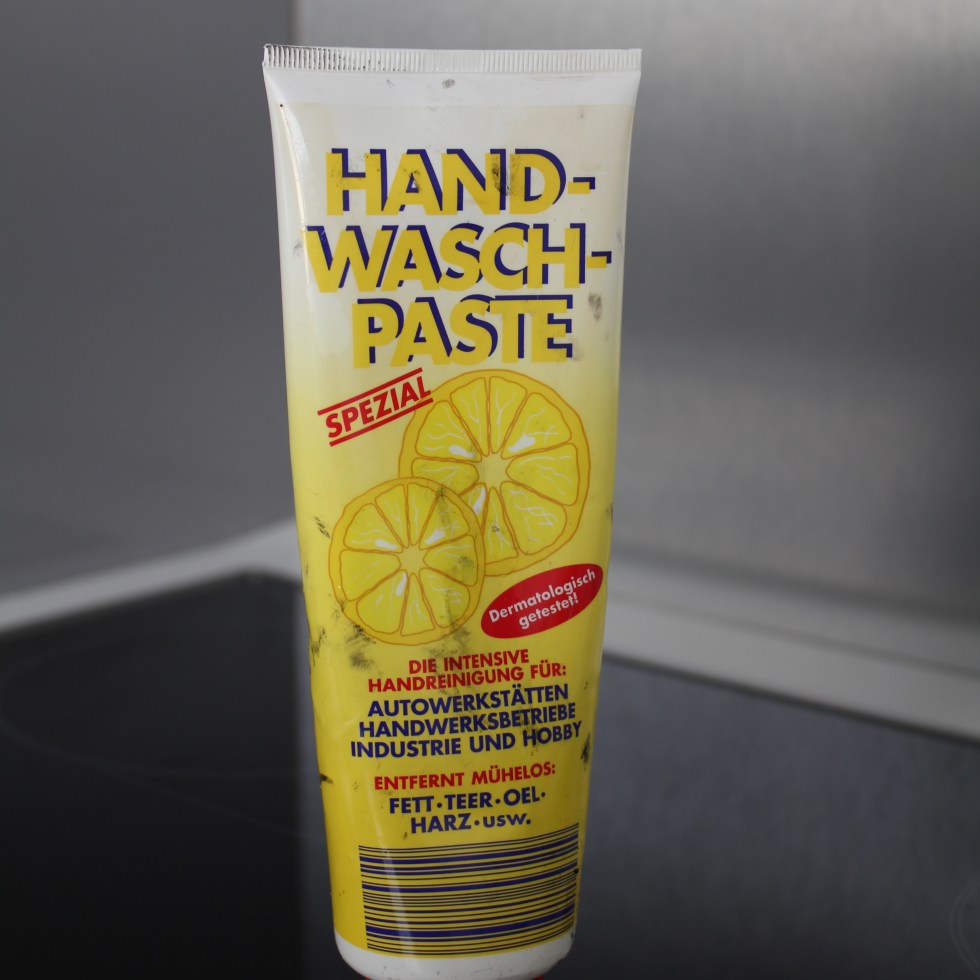 HAND-
WASCH-
PASTE
SPEZIAL
Dermatologisch
getestet!
DIE INTENSIVE
HANDREINIGUNG FÜR:
AUTOWERKSTÄTTEN
HANDWERKSBETRIEBE
INDUSTRIE UND HOBBY
ENTFERNT MÜHELOS:
FETT·TEER·OEL·
HARZ·usw.